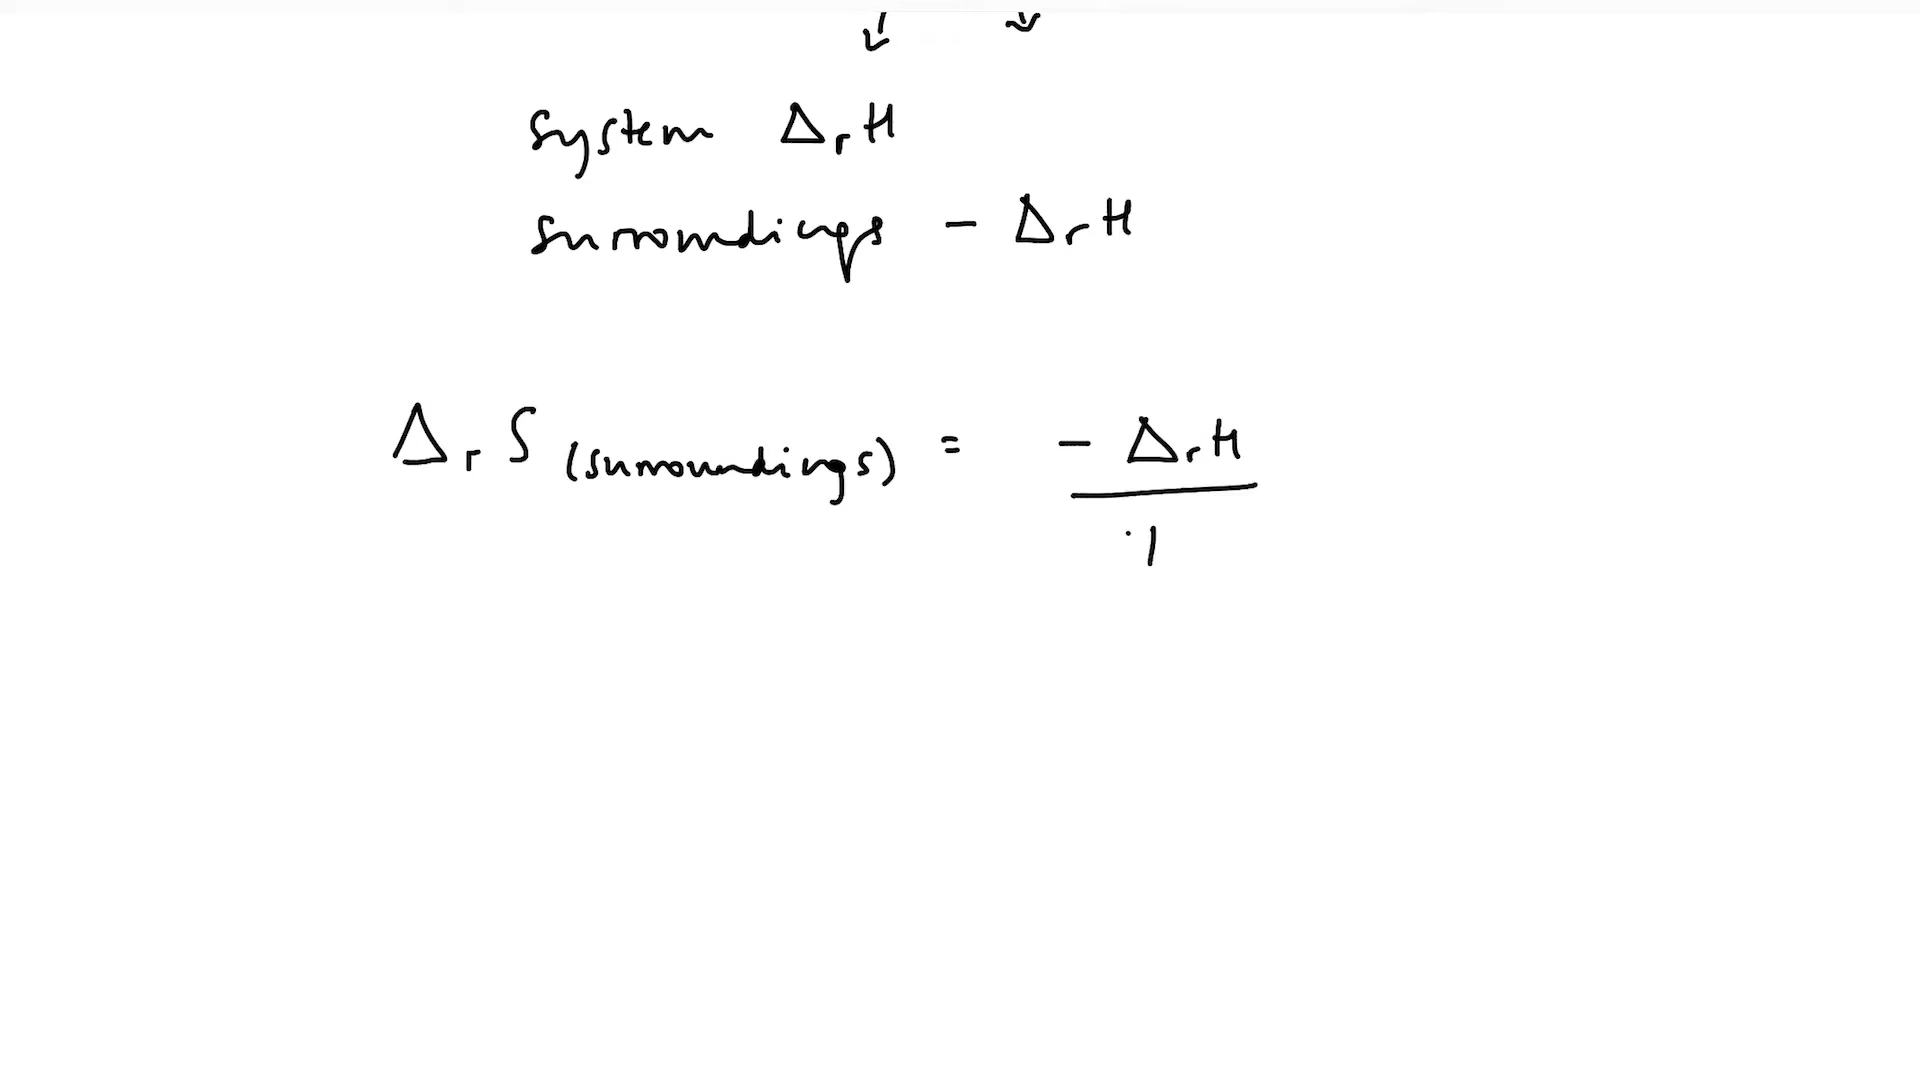 system ΔrH
surroundings - ΔrH
ΔrS (surroundings) = - ΔrH